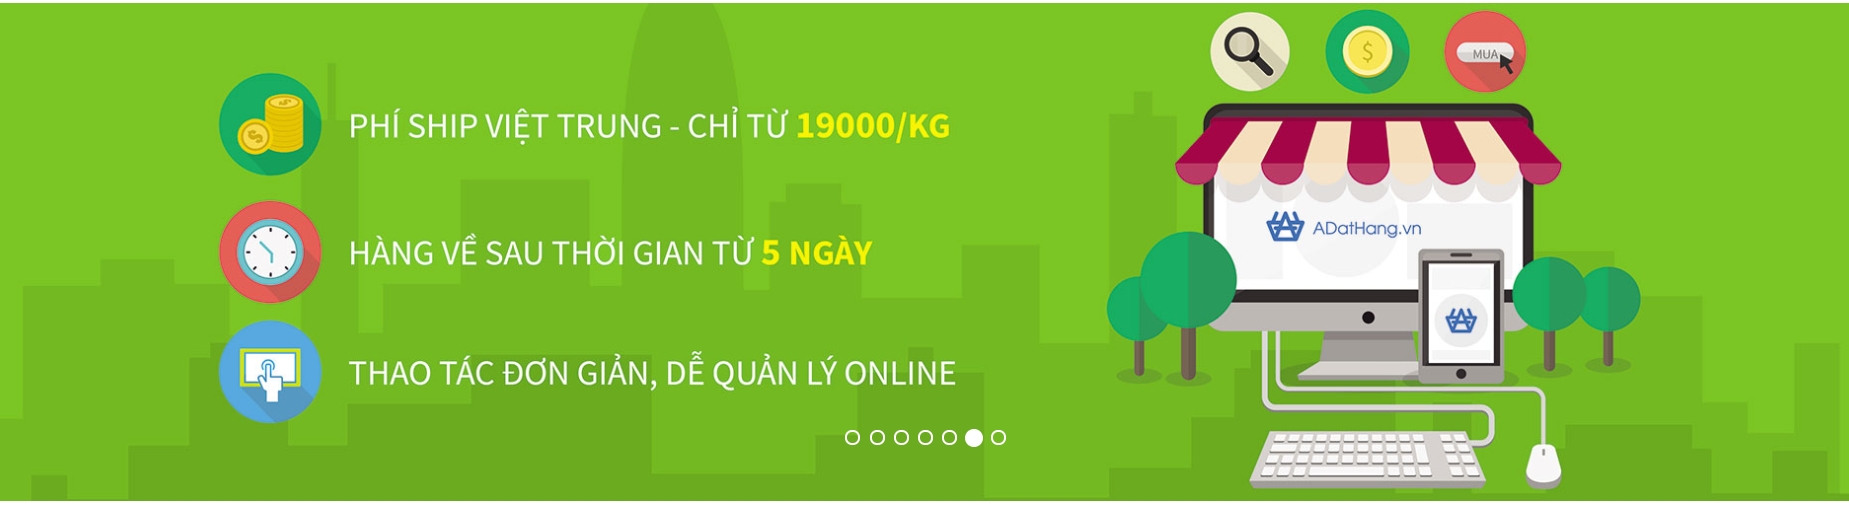 MUA
PHÍ SHIP VIỆT TRUNG - CHỈ TỪ 19000/KG
ADatHang.vn
HÀNG VỀ SAU THỜI GIAN TỪ 5 NGÀY
THAO TÁC ĐƠN GIẢN, DỄ QUẢN LÝ ONLINE